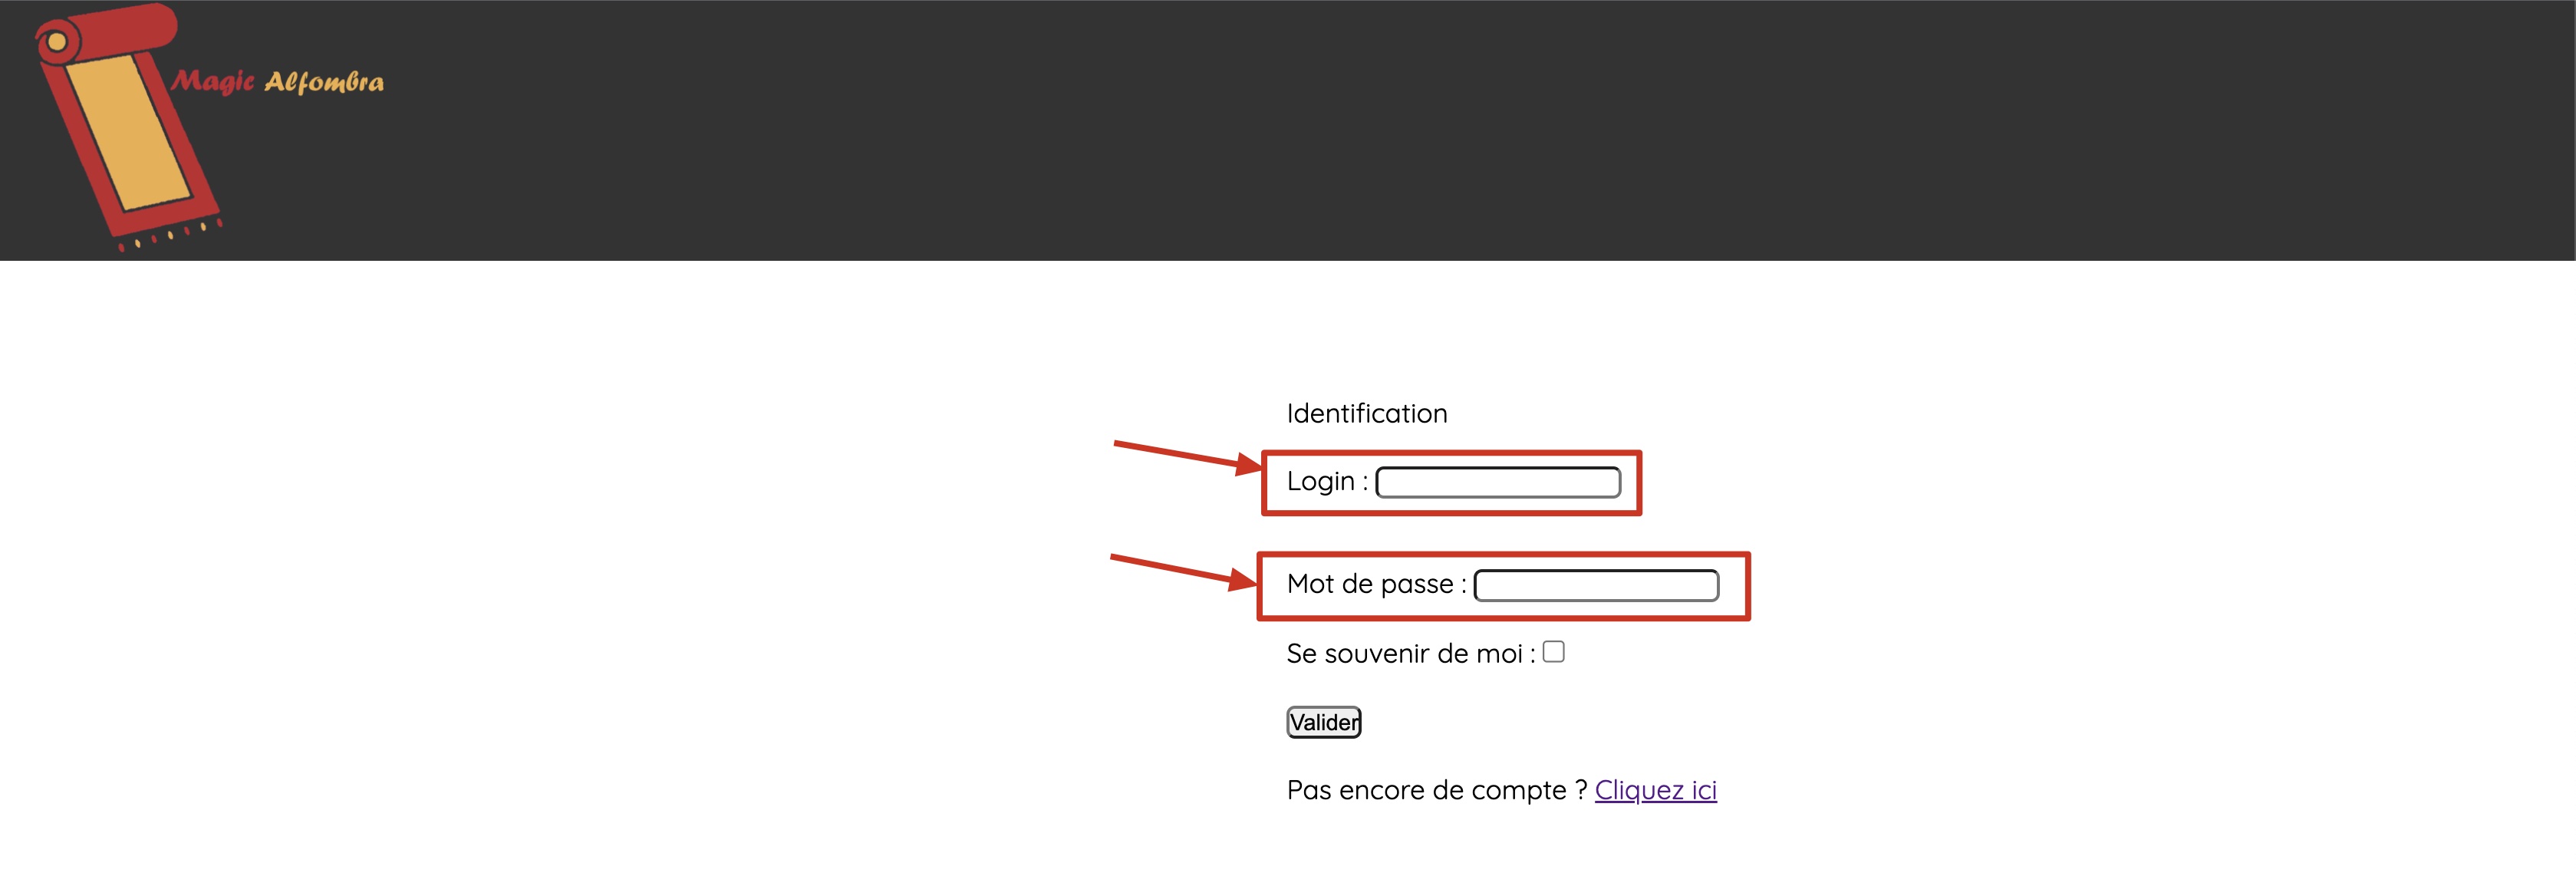 Magic Alfombra
Identification
Login :
Mot de passe :
Se souvenir de moi :
Valider
Pas encore de compte ? Cliquez ici